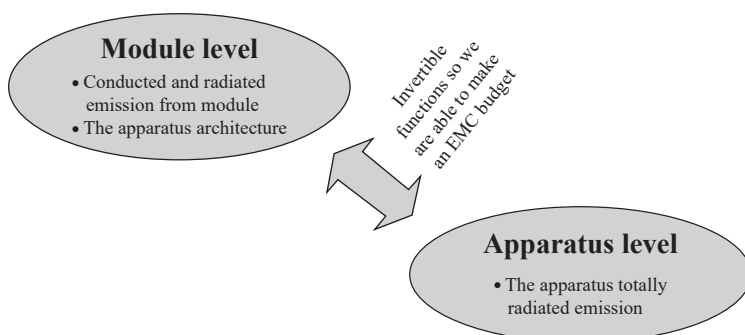 Module level
• Conducted and radiated
emission from module
• The apparatus architecture
Invertible
functions so we
are able to make
an EMC budget
Apparatus level
• The apparatus totally
radiated emission